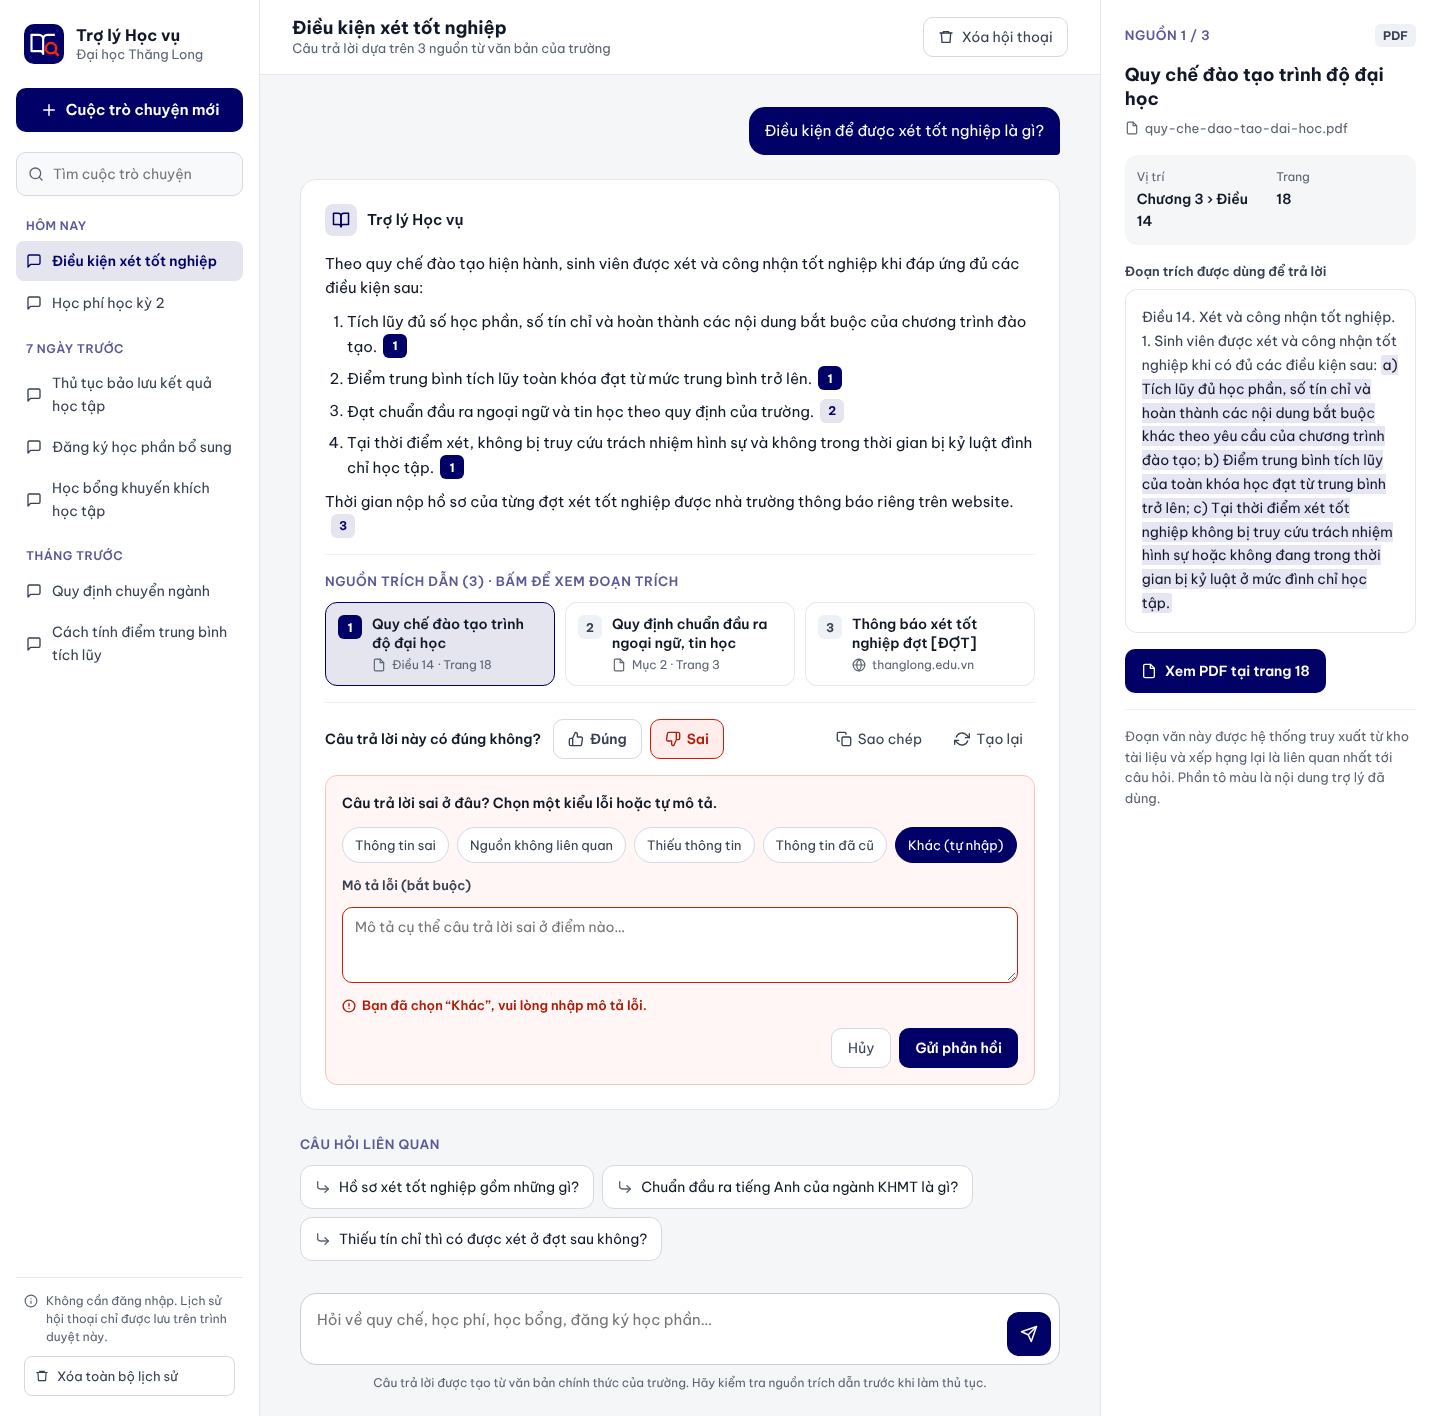 Trợ lý Học vụ
Đại học Thăng Long
Cuộc trò chuyện mới
Tìm cuộc trò chuyện
HÔM NAY
Điều kiện xét tốt nghiệp
Học phí học kỳ 2
7 NGÀY TRƯỚC
Thủ tục bảo lưu kết quả
học tập
Đăng ký học phần bổ sung
Học bổng khuyến khích
học tập
THÁNG TRƯỚC
Quy định chuyển ngành
Cách tính điểm trung bình
tích lũy
Không cần đăng nhập. Lịch sử
hội thoại chỉ được lưu trên trình
duyệt này.
Xóa toàn bộ lịch sử
Điều kiện xét tốt nghiệp
Câu trả lời dựa trên 3 nguồn từ văn bản của trường
Xóa hội thoại
Điều kiện để được xét tốt nghiệp là gì?
Trợ lý Học vụ
Theo quy chế đào tạo hiện hành, sinh viên được xét và công nhận tốt nghiệp khi đáp ứng đủ các
điều kiện sau:
1. Tích lũy đủ số học phần, số tín chỉ và hoàn thành các nội dung bắt buộc của chương trình đào
tạo. 1
2. Điểm trung bình tích lũy toàn khóa đạt từ mức trung bình trở lên. 1
3. Đạt chuẩn đầu ra ngoại ngữ và tin học theo quy định của trường. 2
4. Tại thời điểm xét, không bị truy cứu trách nhiệm hình sự và không trong thời gian bị kỷ luật đình
chỉ học tập. 1
Thời gian nộp hồ sơ của từng đợt xét tốt nghiệp được nhà trường thông báo riêng trên website.
3
NGUỒN TRÍCH DẪN (3) · BẤM ĐỂ XEM ĐOẠN TRÍCH
1 Quy chế đào tạo trình
độ đại học
Điều 14 · Trang 18
2 Quy định chuẩn đầu ra
ngoại ngữ, tin học
Mục 2 · Trang 3
3 Thông báo xét tốt
nghiệp đợt [ĐỢT]
thanglong.edu.vn
Câu trả lời này có đúng không?
Đúng
Sai
Sao chép
Tạo lại
Câu trả lời sai ở đâu? Chọn một kiểu lỗi hoặc tự mô tả.
Thông tin sai
Nguồn không liên quan
Thiếu thông tin
Thông tin đã cũ
Khác (tự nhập)
Mô tả lỗi (bắt buộc)
Mô tả cụ thể câu trả lời sai ở điểm nào…
Bạn đã chọn “Khác”, vui lòng nhập mô tả lỗi.
Hủy
Gửi phản hồi
CÂU HỎI LIÊN QUAN
Hồ sơ xét tốt nghiệp gồm những gì?
Chuẩn đầu ra tiếng Anh của ngành KHMT là gì?
Thiếu tín chỉ thì có được xét ở đợt sau không?
Hỏi về quy chế, học phí, học bổng, đăng ký học phần…
Câu trả lời được tạo từ văn bản chính thức của trường. Hãy kiểm tra nguồn trích dẫn trước khi làm thủ tục.
NGUỒN 1 / 3
PDF
Quy chế đào tạo trình độ đại
học
quy-che-dao-tao-dai-hoc.pdf
Vị trí
Chương 3 › Điều
14
Trang
18
Đoạn trích được dùng để trả lời
Điều 14. Xét và công nhận tốt nghiệp.
1. Sinh viên được xét và công nhận tốt
nghiệp khi có đủ các điều kiện sau: a)
Tích lũy đủ học phần, số tín chỉ và
hoàn thành các nội dung bắt buộc
khác theo yêu cầu của chương trình
đào tạo; b) Điểm trung bình tích lũy
của toàn khóa học đạt từ trung bình
trở lên; c) Tại thời điểm xét tốt
nghiệp không bị truy cứu trách nhiệm
hình sự hoặc không đang trong thời
gian bị kỷ luật ở mức đình chỉ học
tập.
Xem PDF tại trang 18
Đoạn văn này được hệ thống truy xuất từ kho
tài liệu và xếp hạng lại là liên quan nhất tới
câu hỏi. Phần tô màu là nội dung trợ lý đã
dùng.